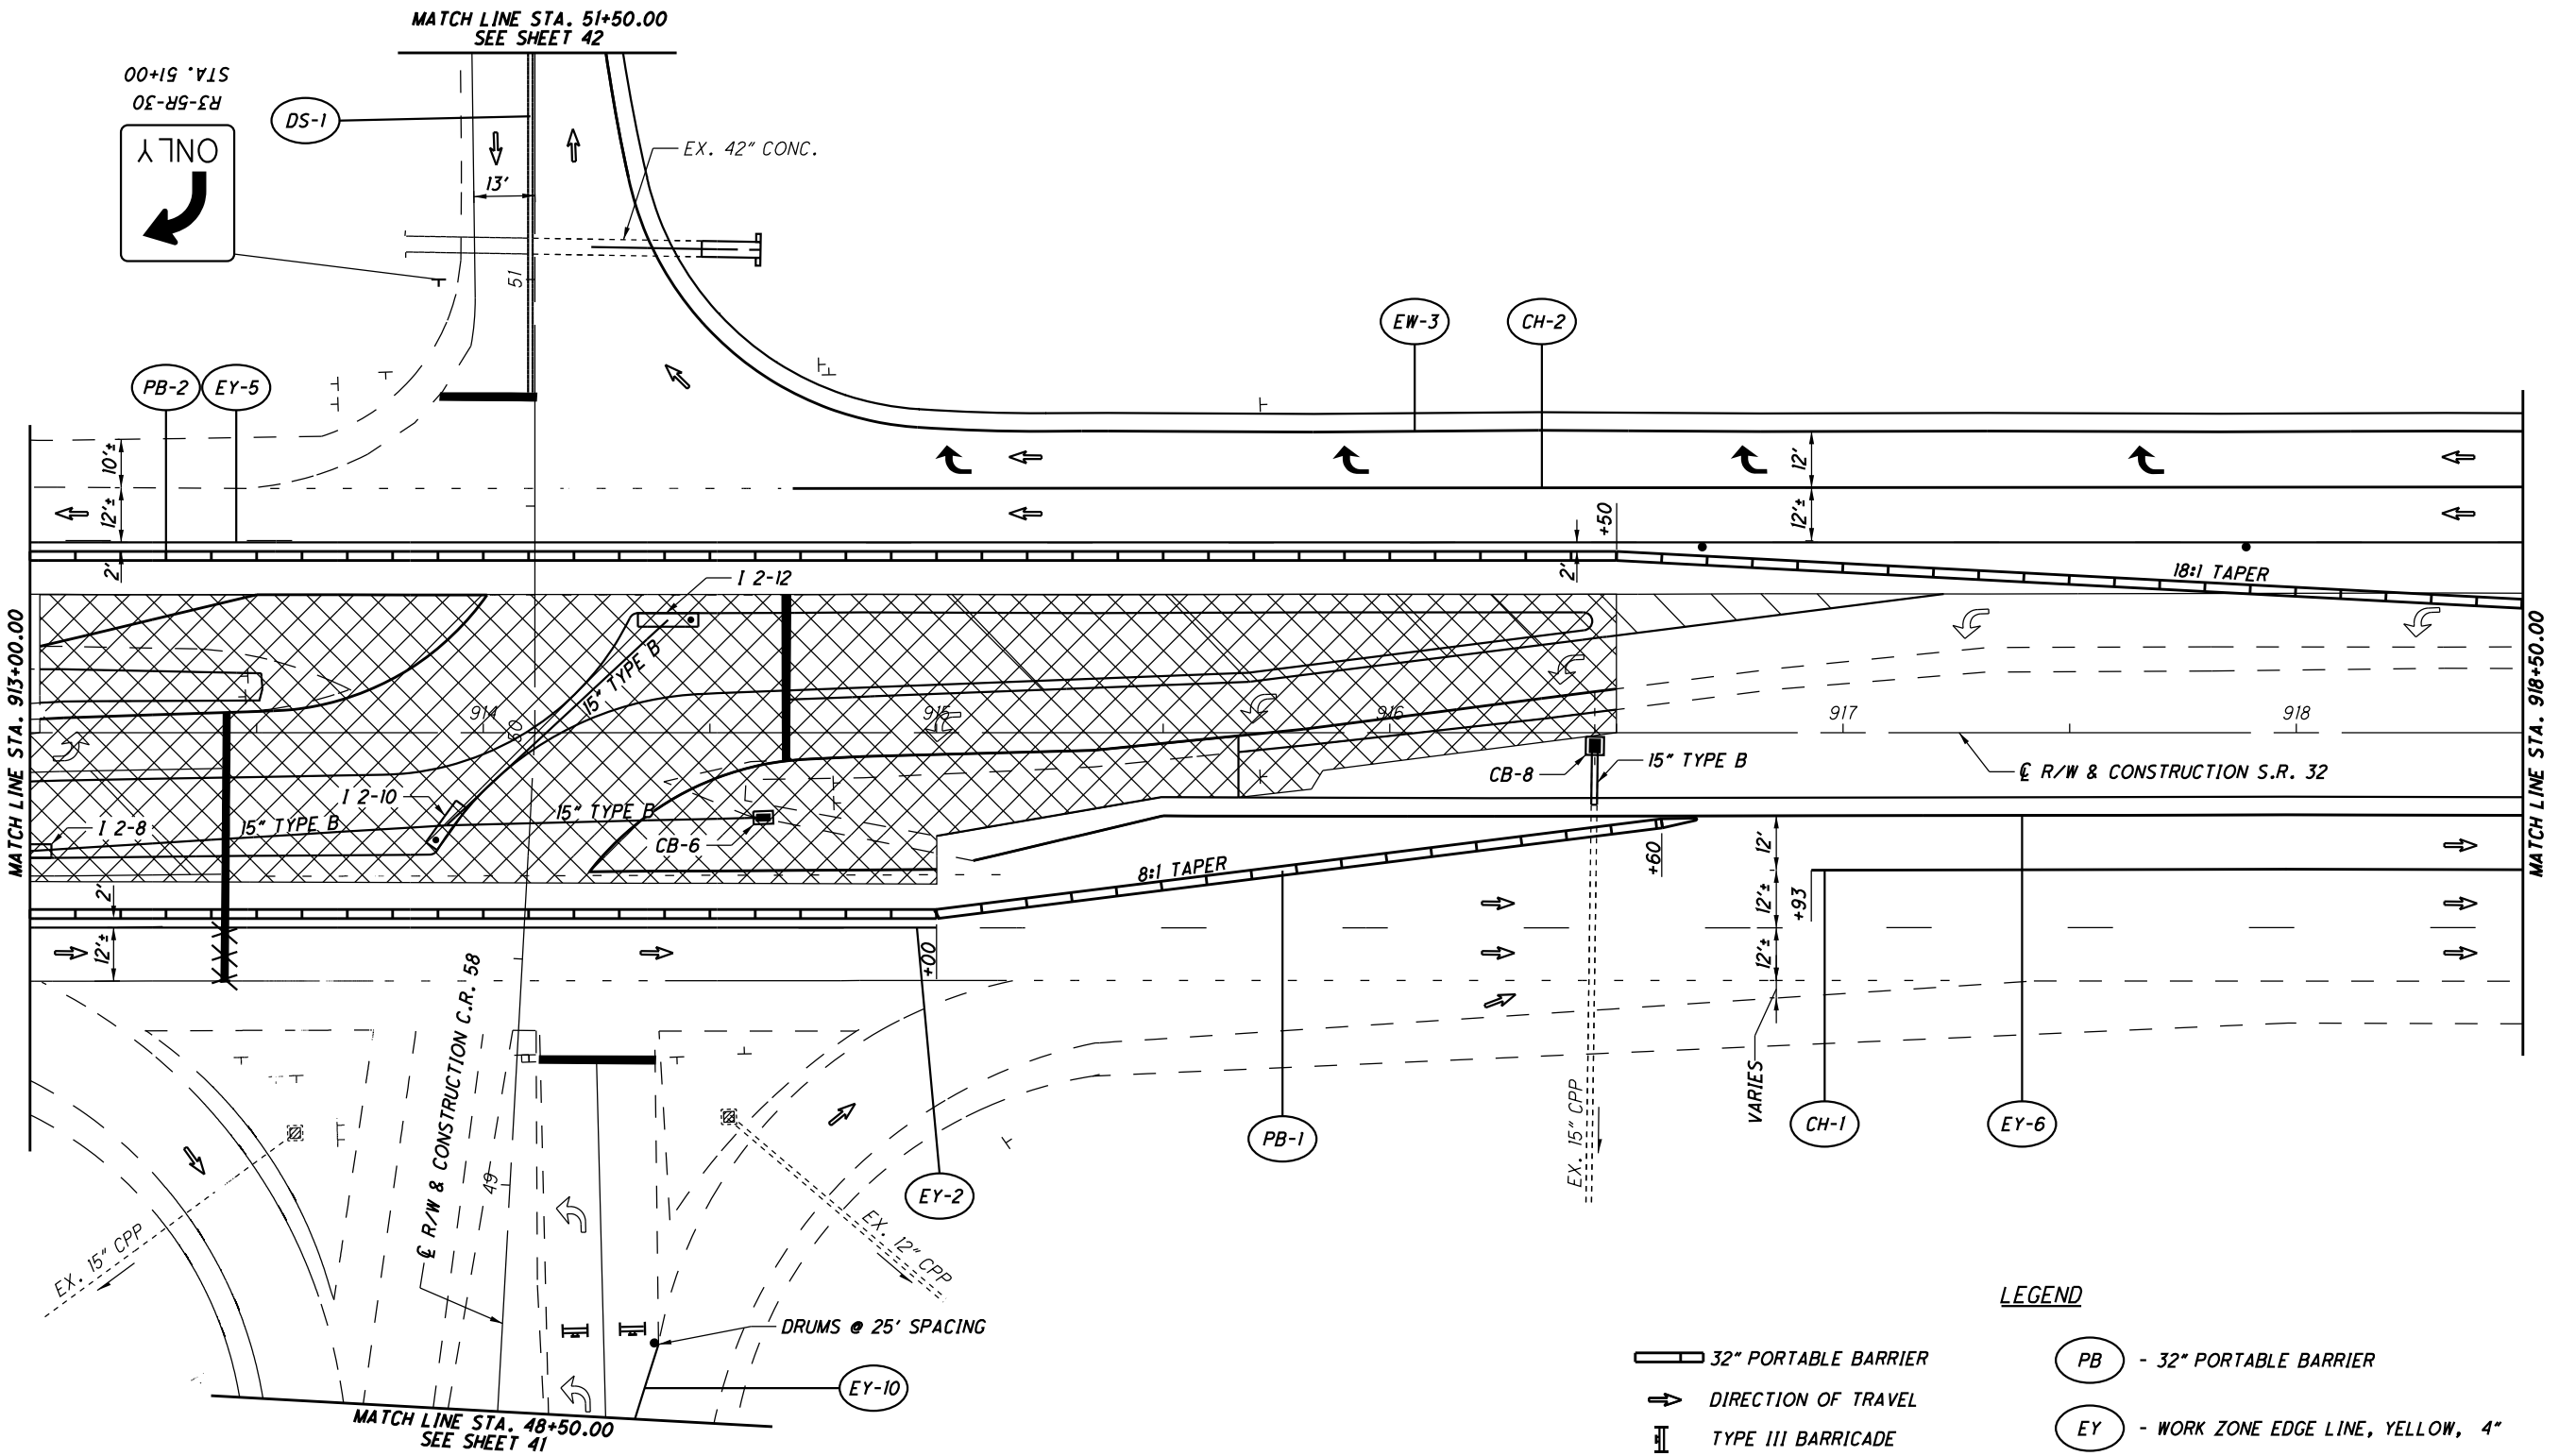 MATCH LINE STA. 51+50.00
SEE SHEET 42
STA. 51+00
R3-5R-30
ONLY
DS-1
EX. 42" CONC.
13'
51
EW-3
CH-2
PB-2
EY-5
10'±
12'±
2'
12'
12'±
+50
2'
18:1 TAPER
MATCH LINE STA. 913+00.00
MATCH LINE STA. 918+50.00
I 2-12
15" TYPE B
914
50
915
916
917
918
I 2-10
I 2-8
15" TYPE B
15" TYPE B
CB-6
CB-8
15" TYPE B
℄ R/W & CONSTRUCTION S.R. 32
2'
12'±
8:1 TAPER
+60
12'
12'±
12'±
+93
+00
VARIES
℄ R/W & CONSTRUCTION C.R. 58
49
EY-2
PB-1
EX. 15" CPP
CH-1
EY-6
EX. 15" CPP
EX. 12" CPP
DRUMS @ 25' SPACING
EY-10
MATCH LINE STA. 48+50.00
SEE SHEET 41
LEGEND
32" PORTABLE BARRIER
DIRECTION OF TRAVEL
TYPE III BARRICADE
PB - 32" PORTABLE BARRIER
EY - WORK ZONE EDGE LINE, YELLOW, 4"